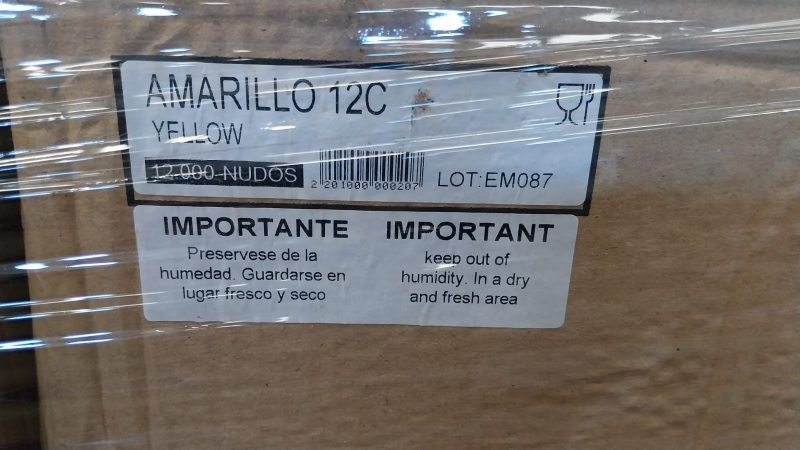 AMARILLO 12C
YELLOW
12.000 NUDOS
2 201000 000207
LOT:EM087
IMPORTANTE
Preservese de la
humedad. Guardarse en
lugar fresco y seco
IMPORTANT
keep out of
humidity. In a dry
and fresh area